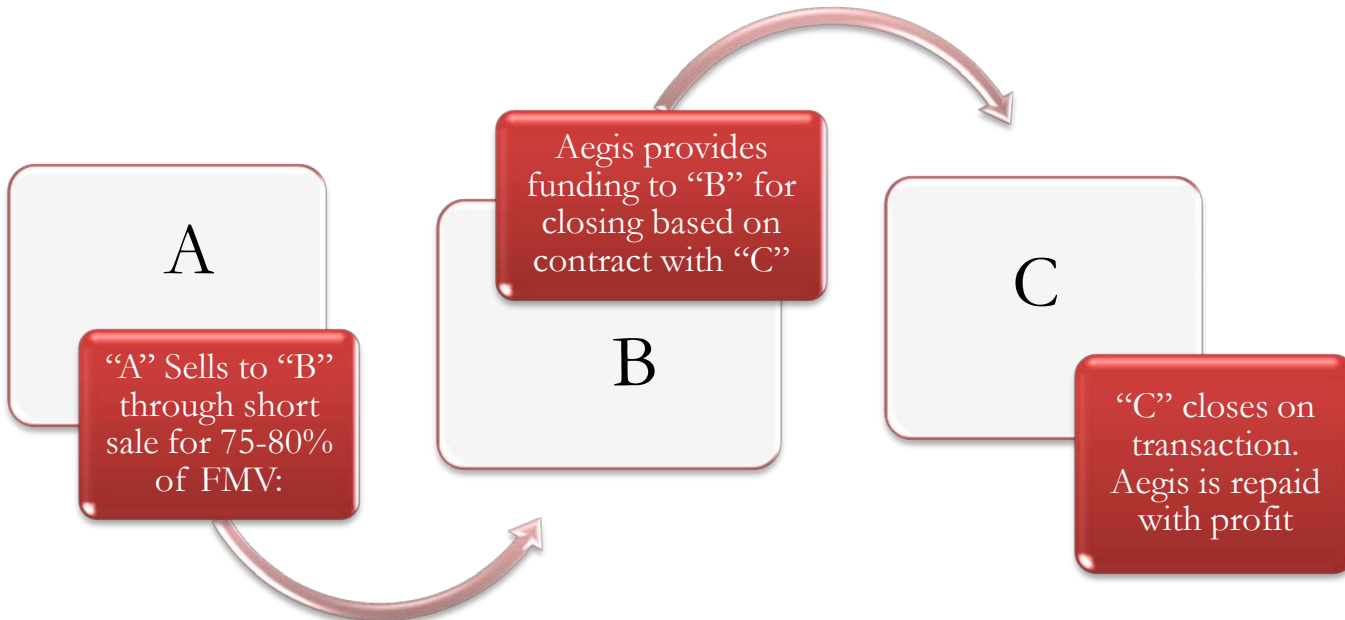 A
“A” Sells to “B”
through short
sale for 75-80%
of FMV:
Aegis provides
funding to “B” for
closing based on
contract with “C”
B
C
“C” closes on
transaction.
Aegis is repaid
with profit